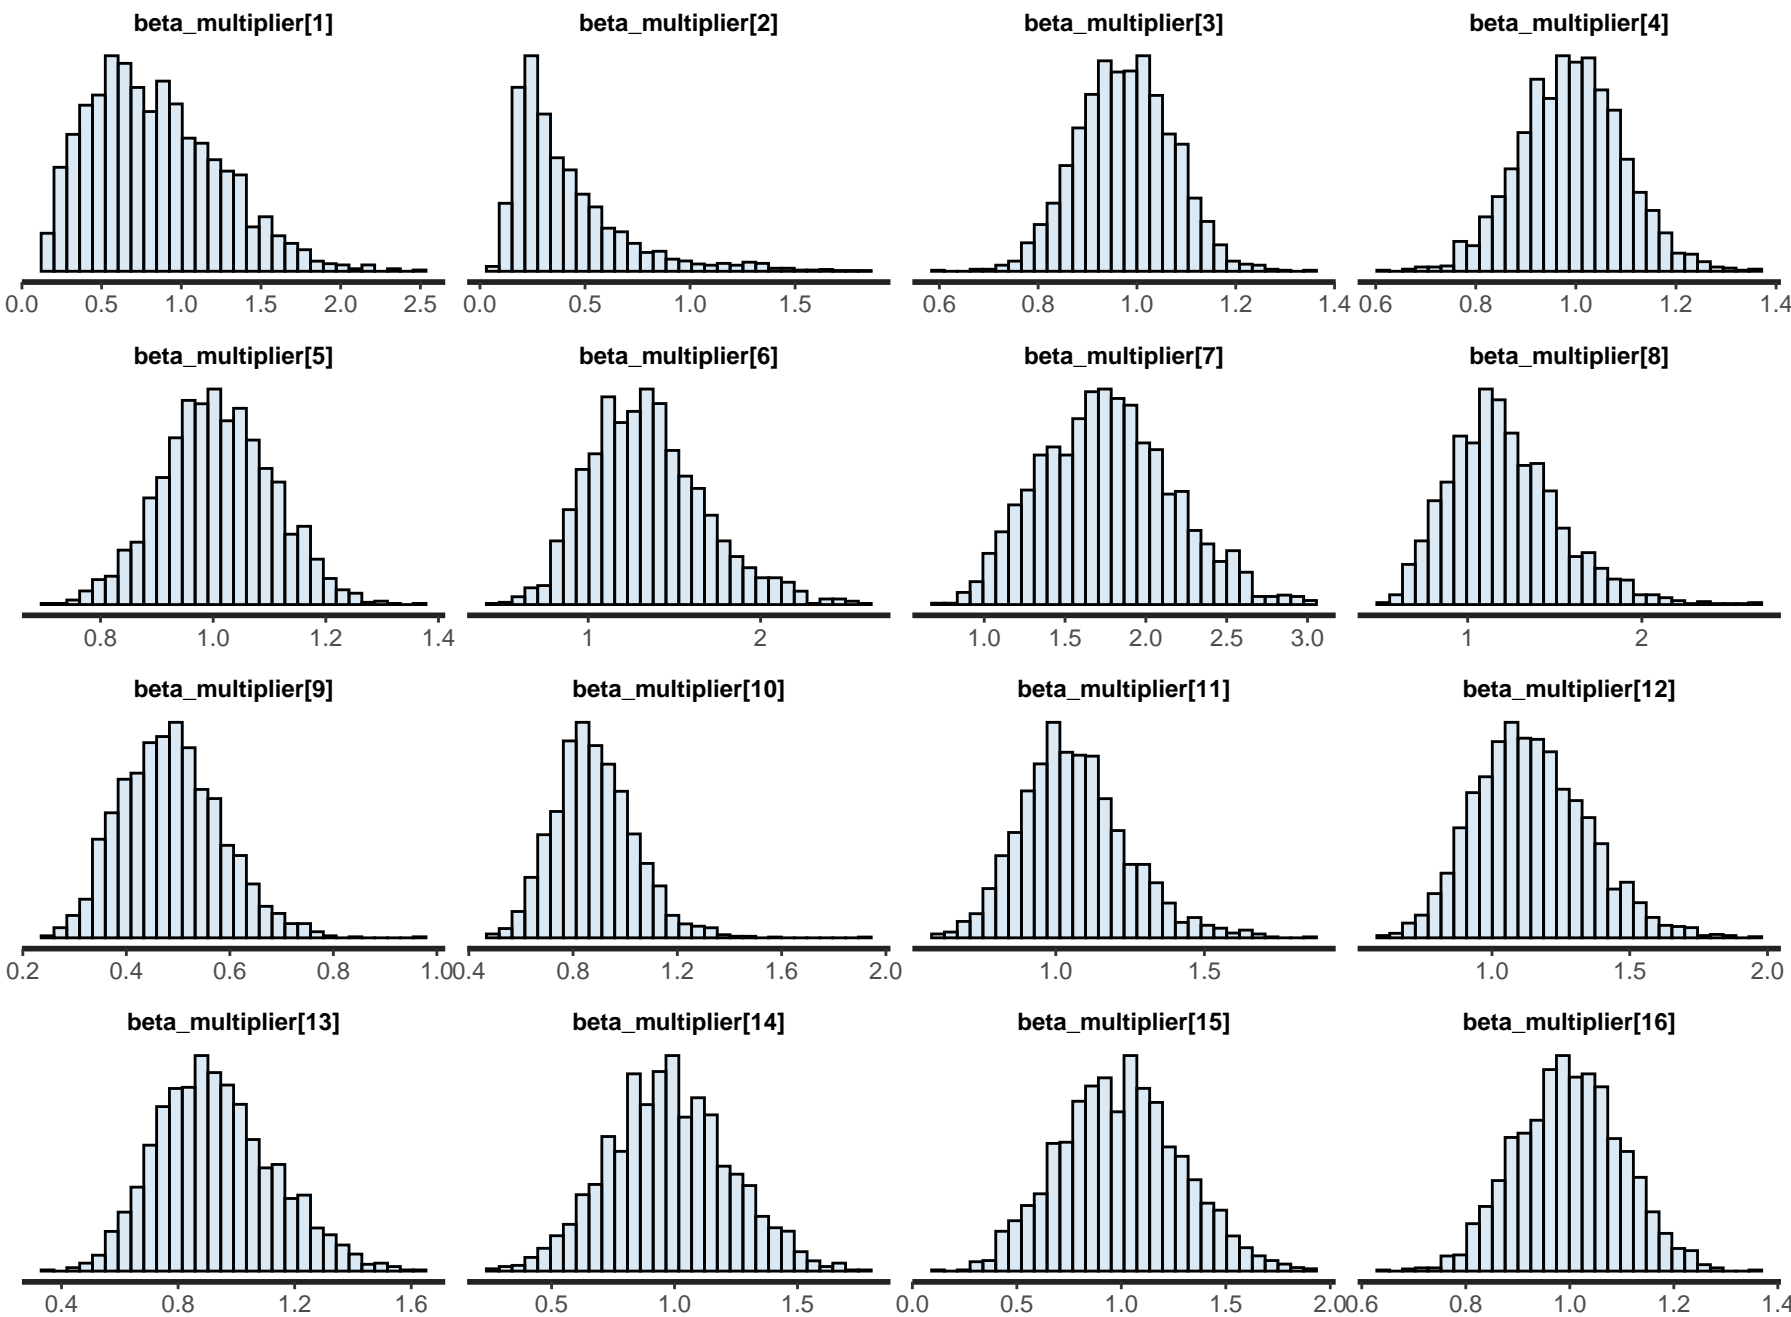 beta_multiplier[1] beta_multiplier[2] beta_multiplier[3] beta_multiplier[4]
0.0 0.5 1.0 1.5 2.0 2.5 0.0 0.5 1.0 1.5 0.6 0.8 1.0 1.2 1.4 0.6 0.8 1.0 1.2 1.4
beta_multiplier[5] beta_multiplier[6] beta_multiplier[7] beta_multiplier[8]
0.8 1.0 1.2 1.4 1 2 1.0 1.5 2.0 2.5 3.0 1 2
beta_multiplier[9] beta_multiplier[10] beta_multiplier[11] beta_multiplier[12]
0.2 0.4 0.6 0.8 1.0 0.4 0.8 1.2 1.6 2.0 1.0 1.5 1.0 1.5 2.0
beta_multiplier[13] beta_multiplier[14] beta_multiplier[15] beta_multiplier[16]
0.4 0.8 1.2 1.6 0.5 1.0 1.5 0.0 0.5 1.0 1.5 2.0 0.6 0.8 1.0 1.2 1.4